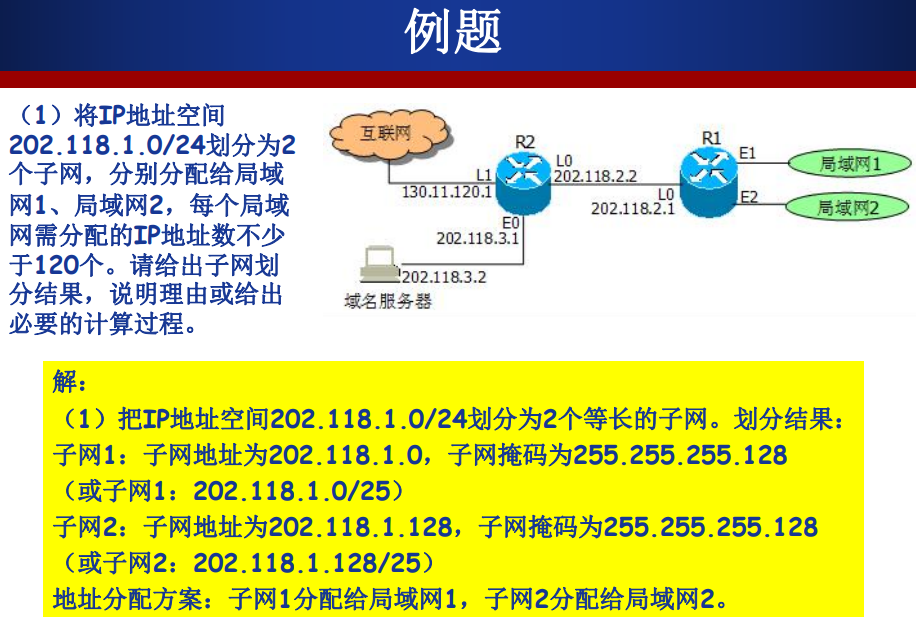 例题
（1）将IP地址空间
202.118.1.0/24划分为2
个子网，分别分配给局域
网1、局域网2，每个局域
网需分配的IP地址数不少
于120个。请给出子网划
分结果，说明理由或给出
必要的计算过程。
互联网
R2
R1
L1
130.11.120.1
L0
202.118.2.2
L0
202.118.2.1
E1
局域网1
E2
局域网2
E0
202.118.3.1
202.118.3.2
域名服务器
解：
（1）把IP地址空间202.118.1.0/24划分为2个等长的子网。划分结果：
子网1：子网地址为202.118.1.0，子网掩码为255.255.255.128
（或子网1：202.118.1.0/25）
子网2：子网地址为202.118.1.128，子网掩码为255.255.255.128
（或子网2：202.118.1.128/25）
地址分配方案：子网1分配给局域网1，子网2分配给局域网2。